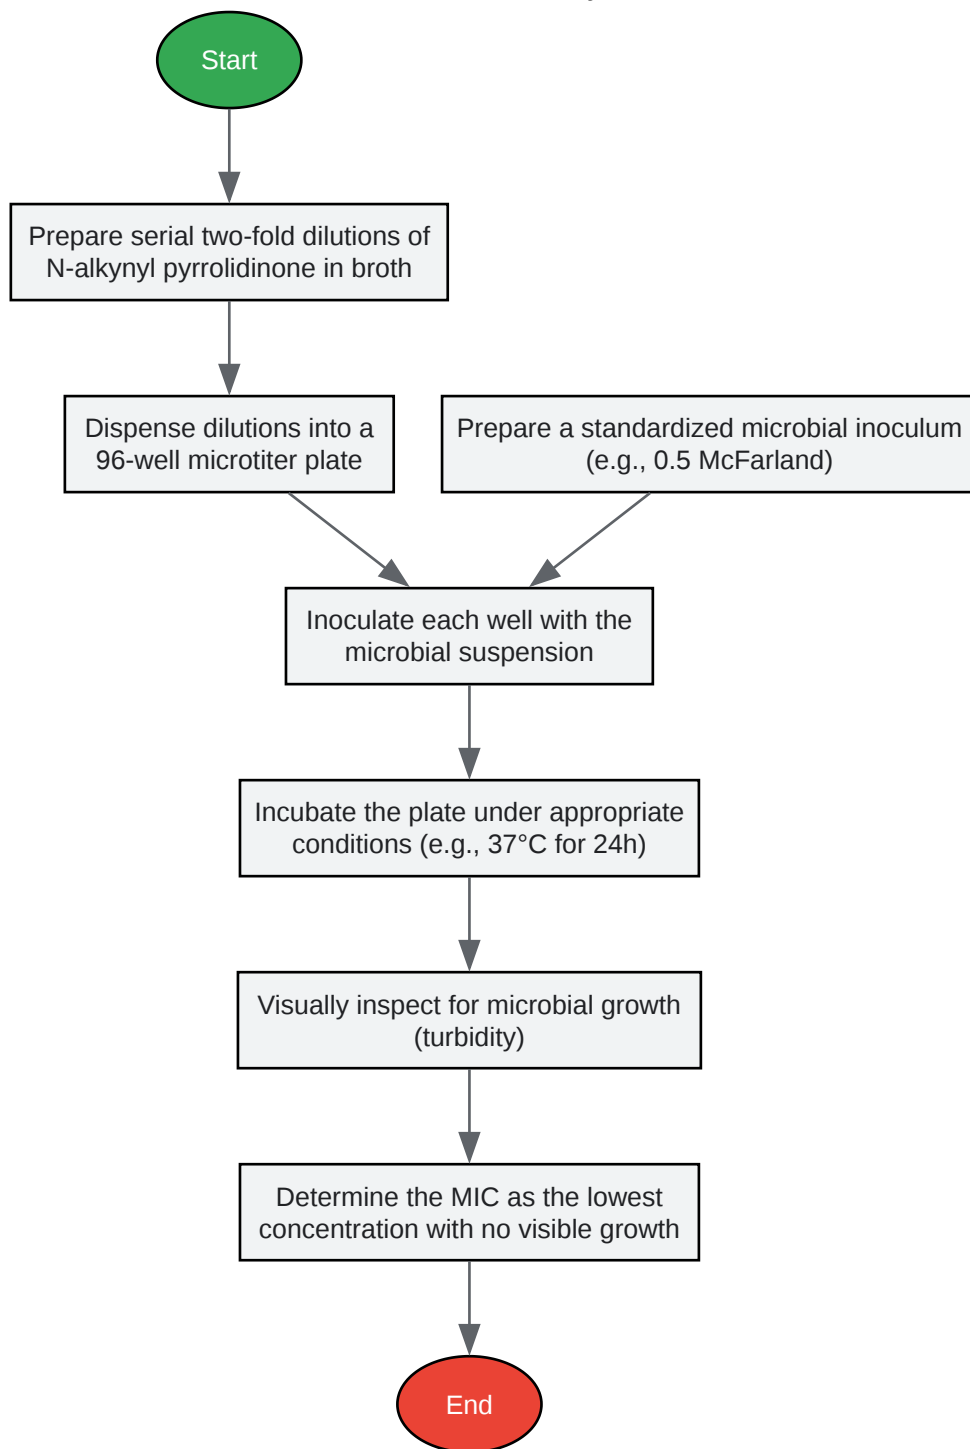 Start
Prepare serial two-fold dilutions of
N-alkynyl pyrrolidinone in broth
Dispense dilutions into a
96-well microtiter plate
Prepare a standardized microbial inoculum
(e.g., 0.5 McFarland)
Inoculate each well with the
microbial suspension
Incubate the plate under appropriate
conditions (e.g., 37°C for 24h)
Visually inspect for microbial growth
(turbidity)
Determine the MIC as the lowest
concentration with no visible growth
End